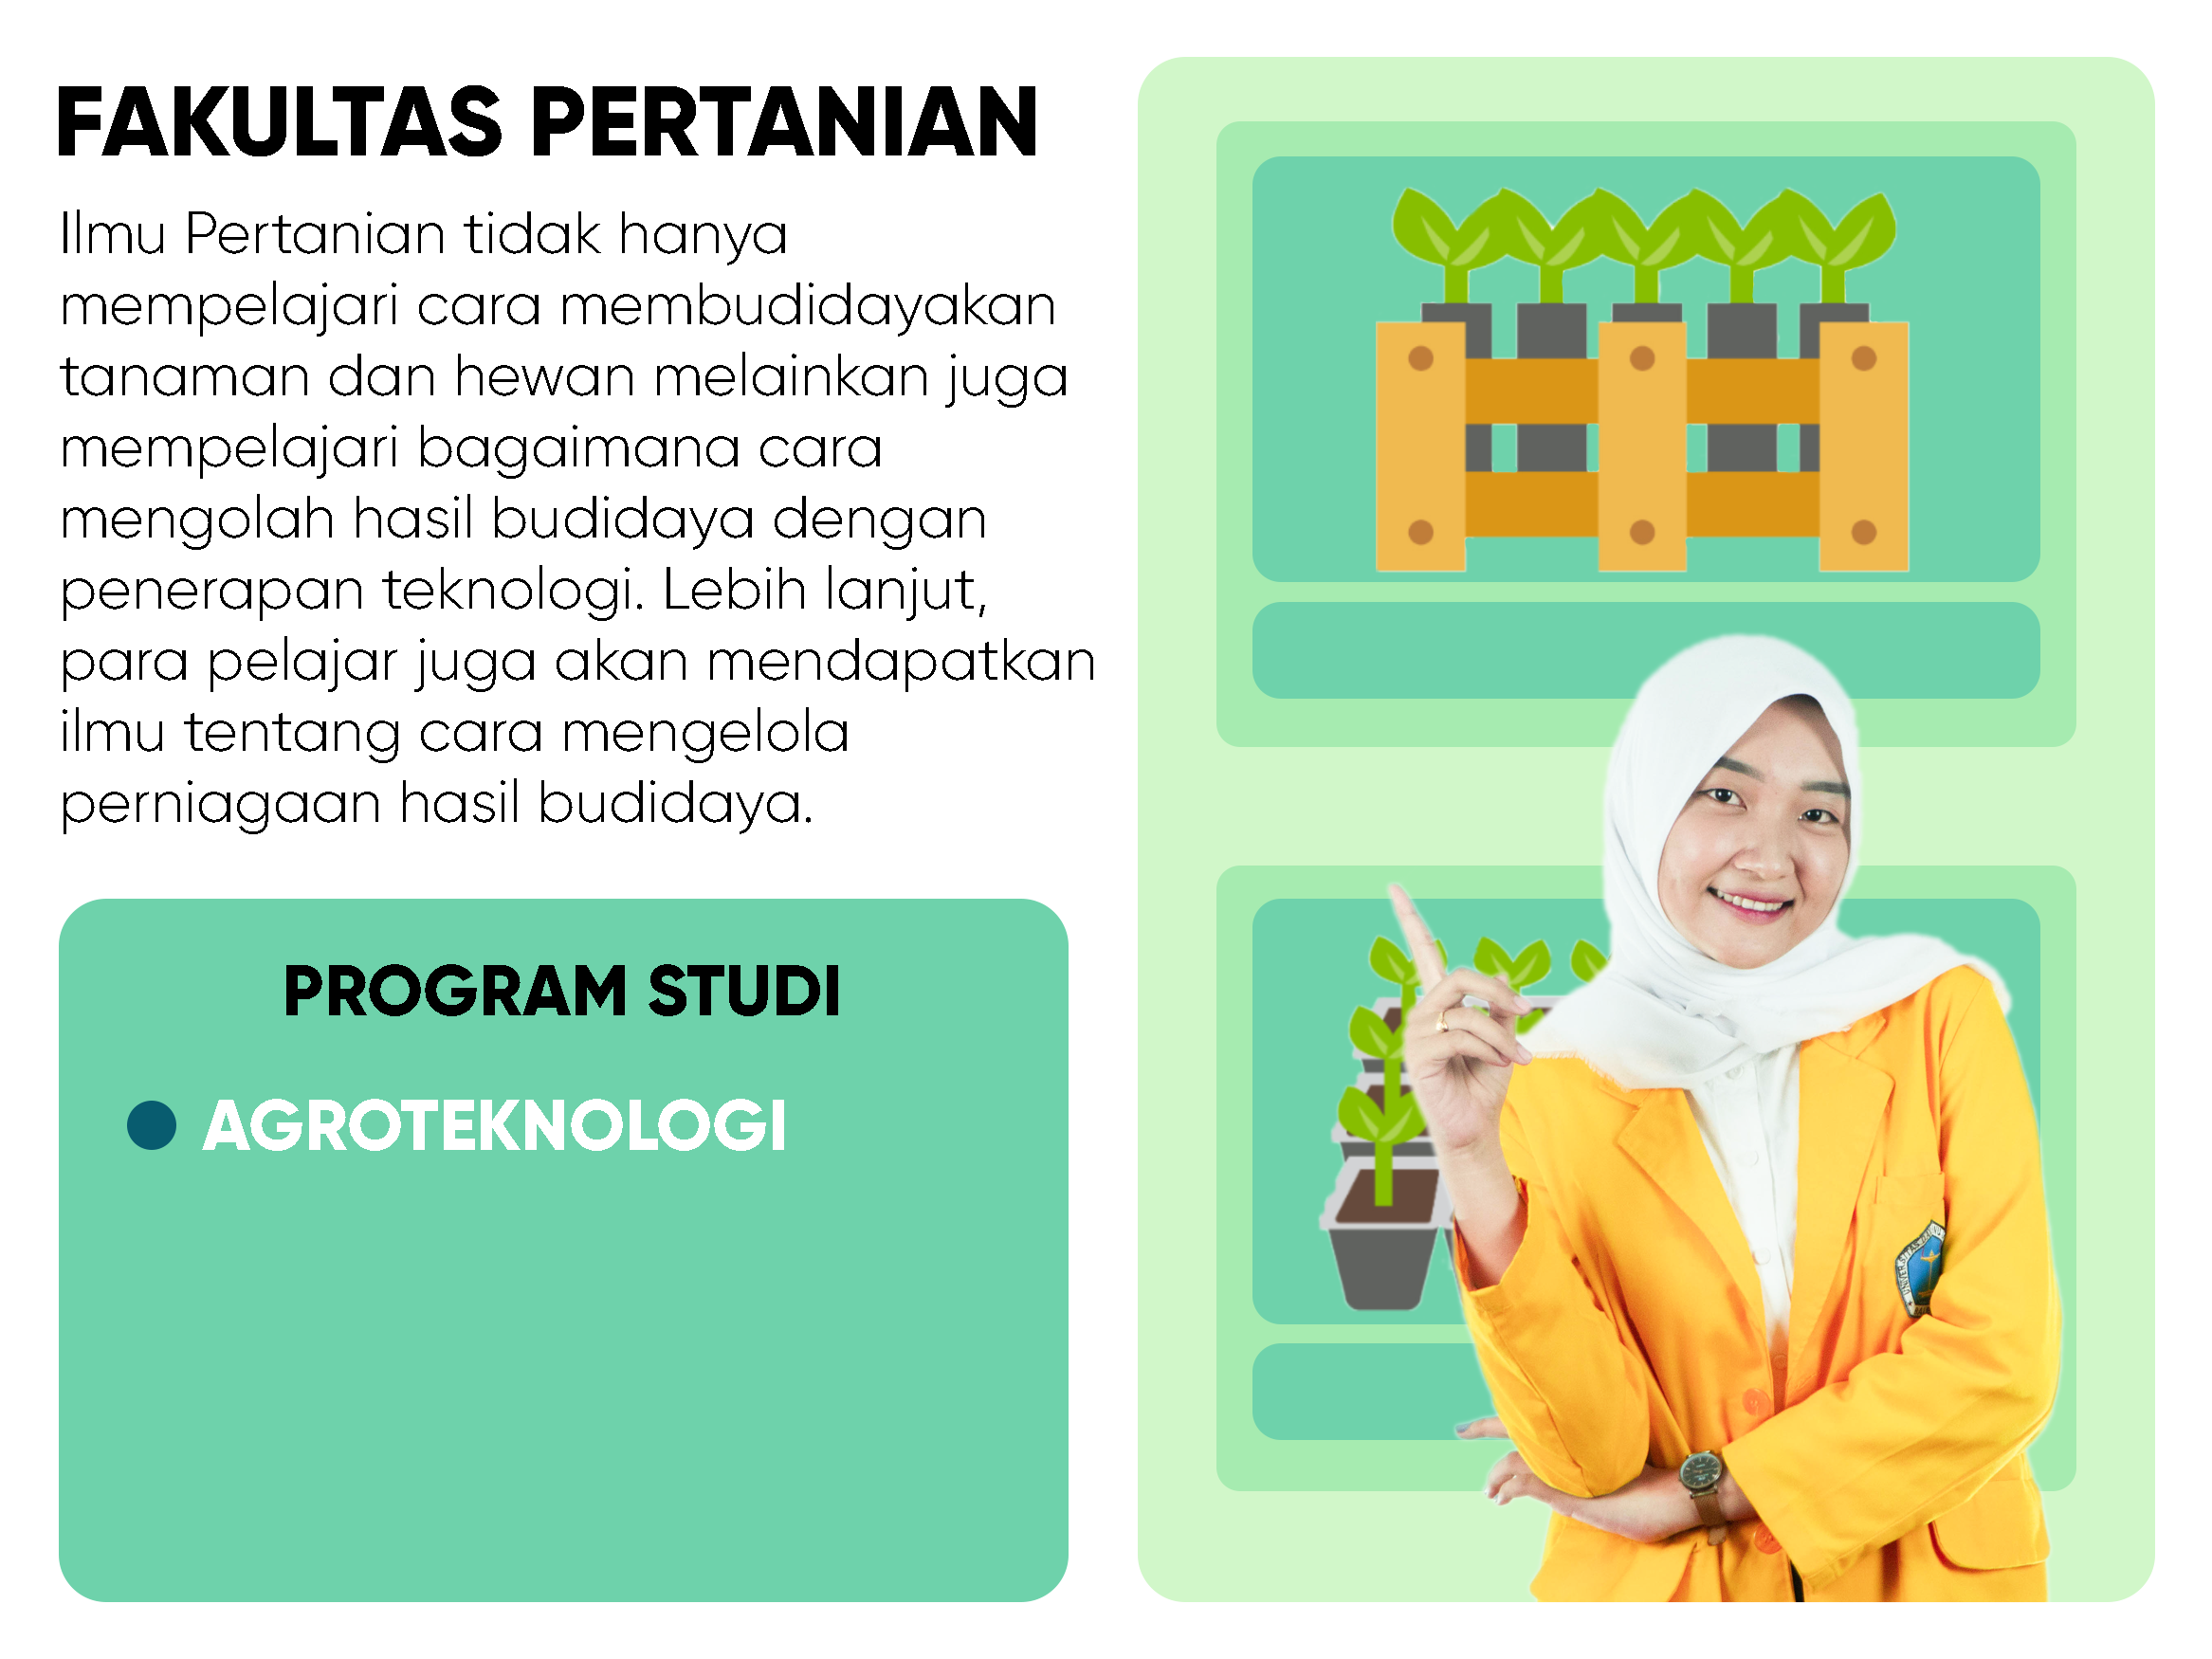 FAKULTAS PERTANIAN
Ilmu Pertanian tidak hanya
mempelajari cara membudidayakan
tanaman dan hewan melainkan juga
mempelajari bagaimana cara
mengolah hasil budidaya dengan
penerapan teknologi. Lebih lanjut,
para pelajar juga akan mendapatkan
ilmu tentang cara mengelola
perniagaan hasil budidaya.
PROGRAM STUDI
AGROTEKNOLOGI